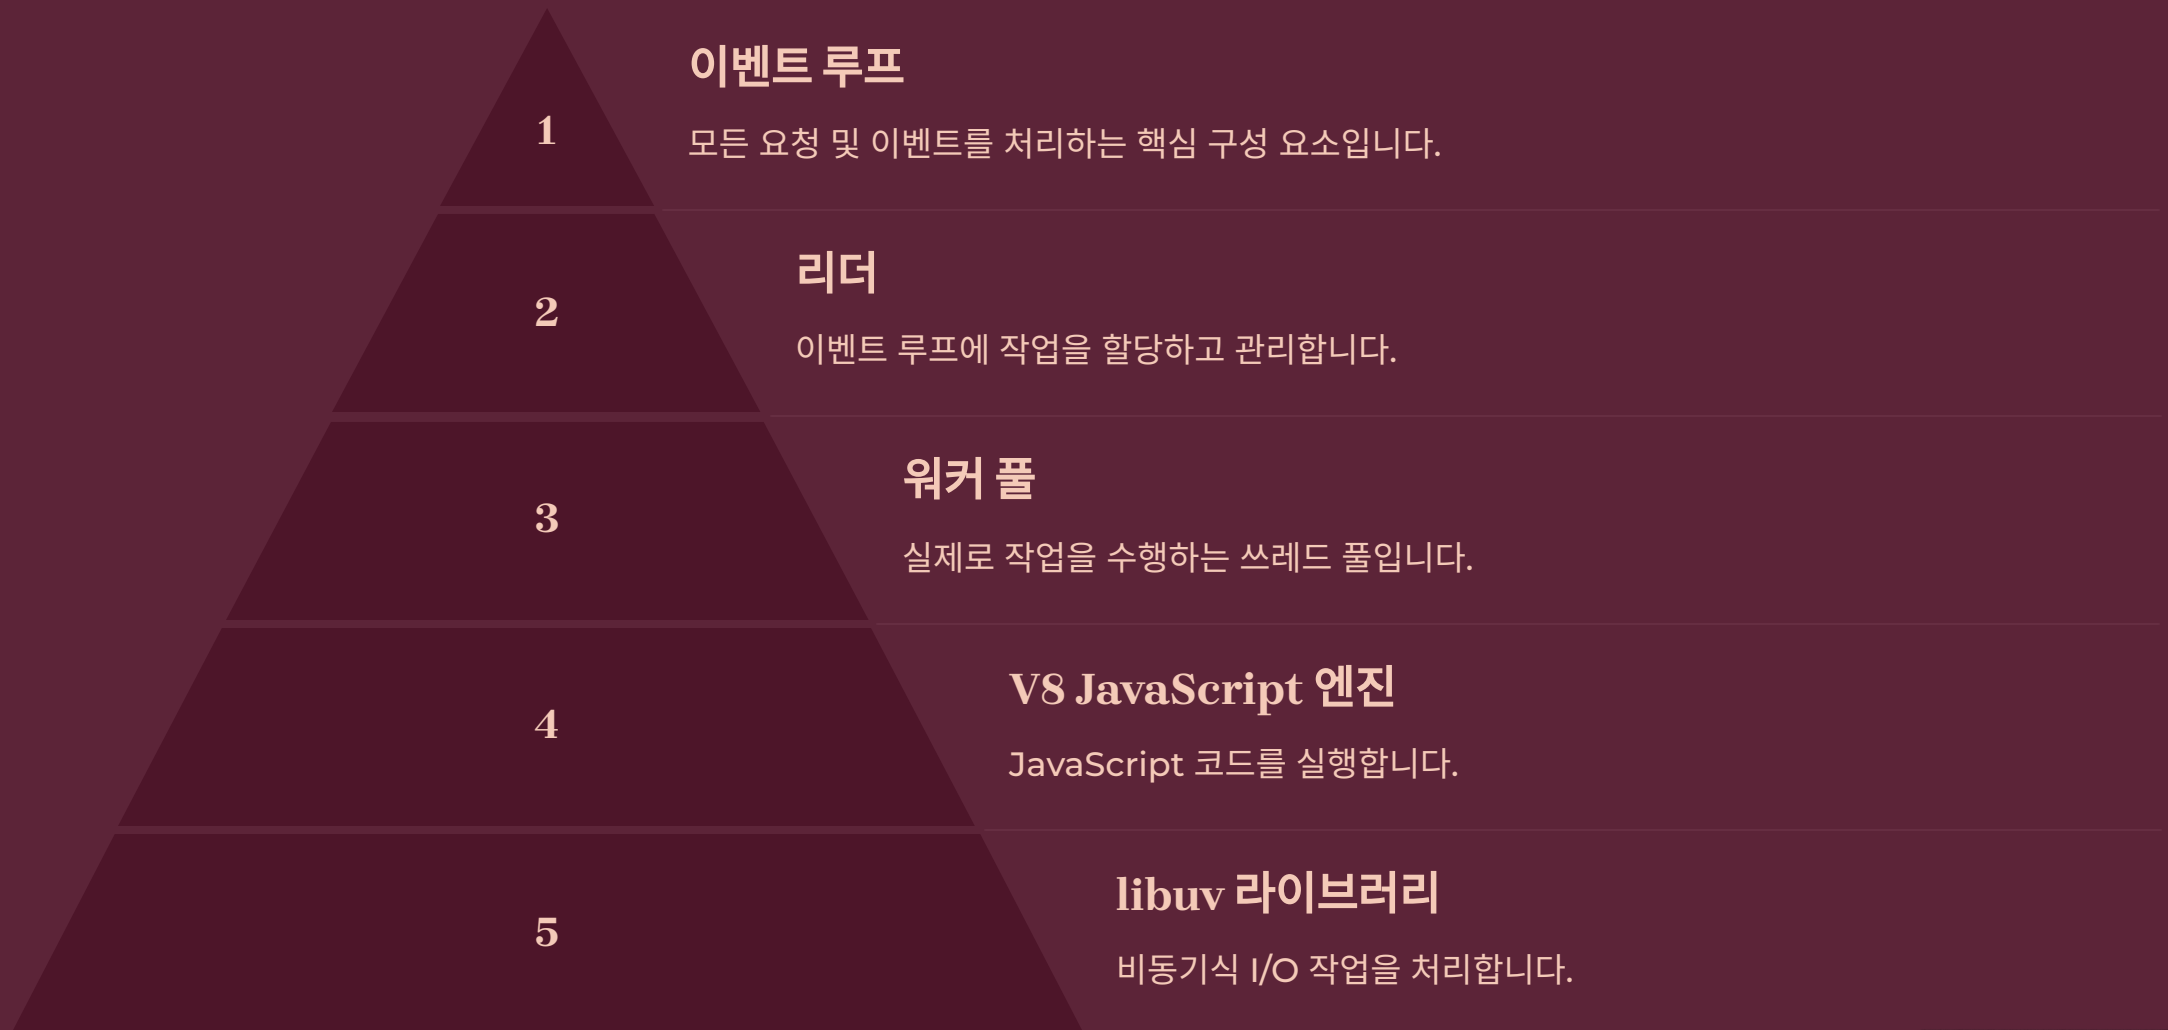 1
이벤트 루프
모든 요청 및 이벤트를 처리하는 핵심 구성 요소입니다.
2
리더
이벤트 루프에 작업을 할당하고 관리합니다.
3
워커 풀
실제로 작업을 수행하는 쓰레드 풀입니다.
4
V8 JavaScript 엔진
JavaScript 코드를 실행합니다.
5
libuv 라이브러리
비동기식 I/O 작업을 처리합니다.